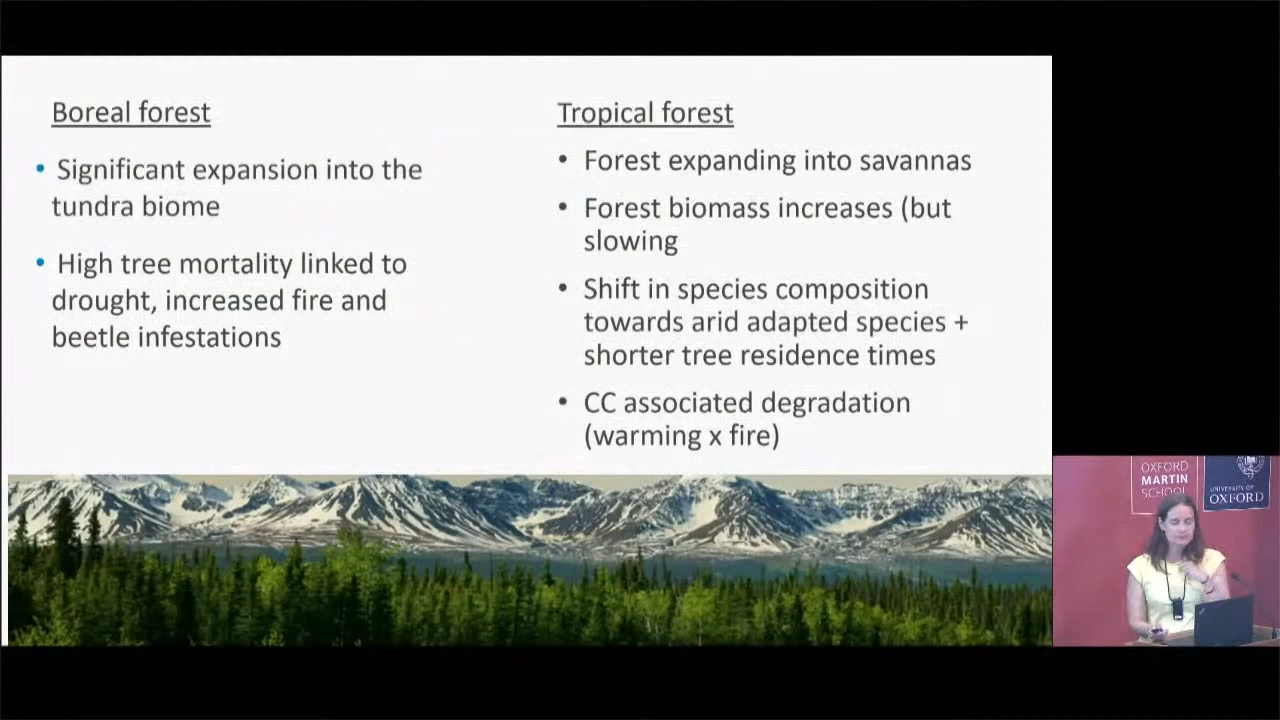 Boreal forest
• Significant expansion into the
tundra biome
• High tree mortality linked to
drought, increased fire and
beetle infestations
Tropical forest
• Forest expanding into savannas
• Forest biomass increases (but
slowing
• Shift in species composition
towards arid adapted species +
shorter tree residence times
• CC associated degradation
(warming x fire)
OXFORD
MARTIN
SCHOOL
UNIVERSITY OF
OXFORD